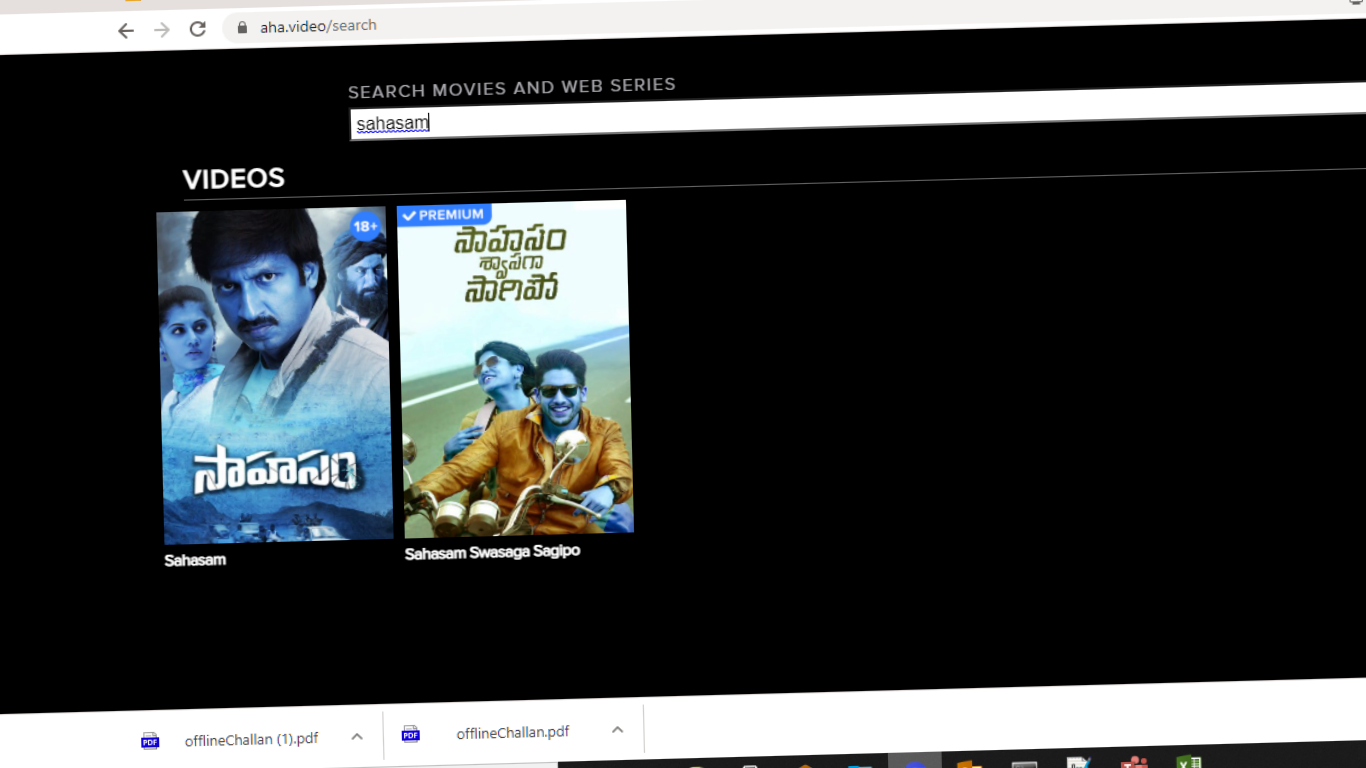 aha.video/search
SEARCH MOVIES AND WEB SERIES
sahasam
VIDEOS
18+
PREMIUM
సాహసం
శ్వాసగా
సాగిపో
సాహసం
Sahasam
Sahasam Swasaga Sagipo
offlineChallan (1).pdf
offlineChallan.pdf
PDF
PDF